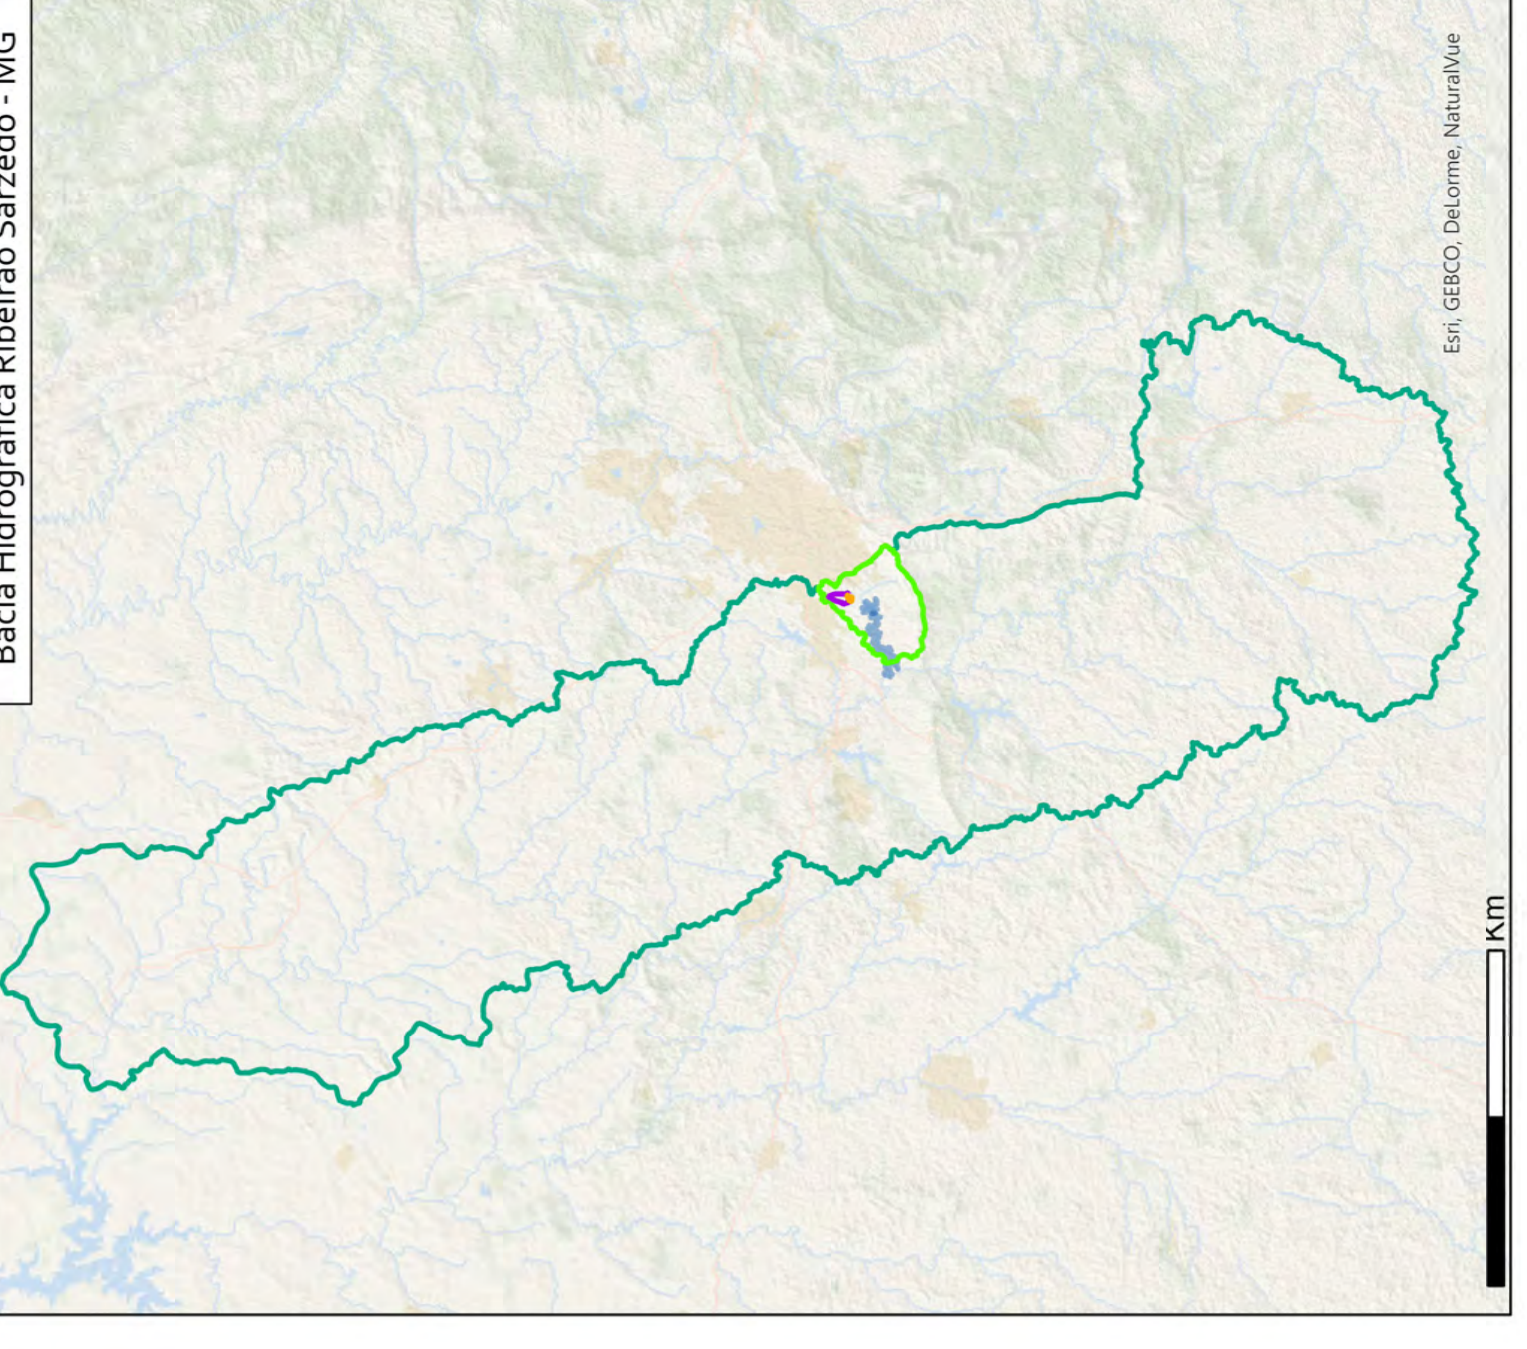 Bacia Hidrográfica Ribeirão Sarzedo - MG
Esri, GEBCO, DeLorme, NaturalVue
Km